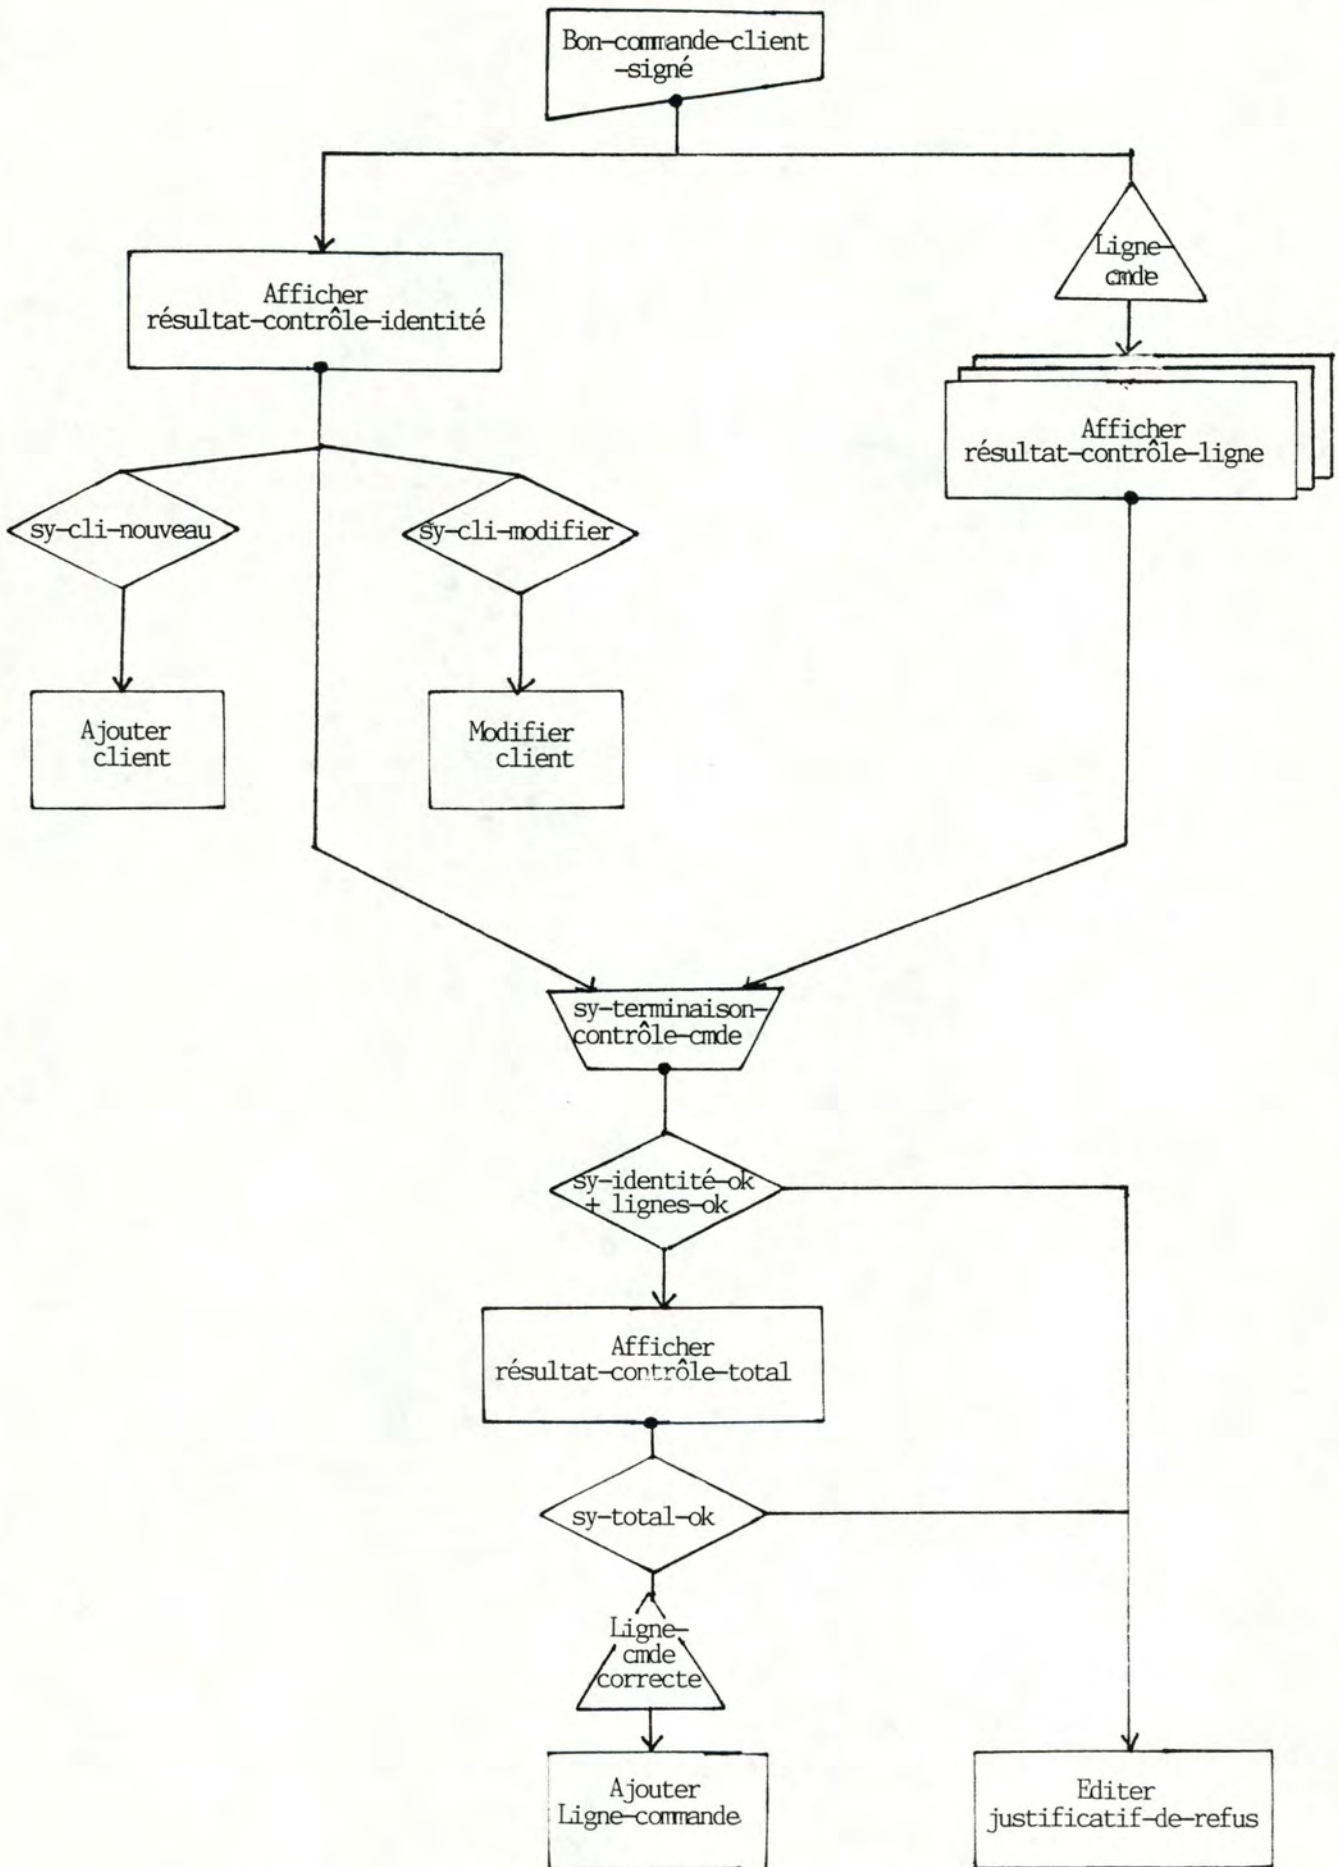 Bon-commande-client
-signé
Ligne-
cmde
Afficher
résultat-contrôle-identité
Afficher
résultat-contrôle-ligne
sy-cli-nouveau
sy-cli-modifier
Ajouter
client
Modifier
client
sy-terminaison-
contrôle-cmde
sy-identité-ok
+ lignes-ok
Afficher
résultat-contrôle-total
sy-total-ok
Ligne-
cmde
correcte
Ajouter
Ligne-commande
Editer
justificatif-de-refus